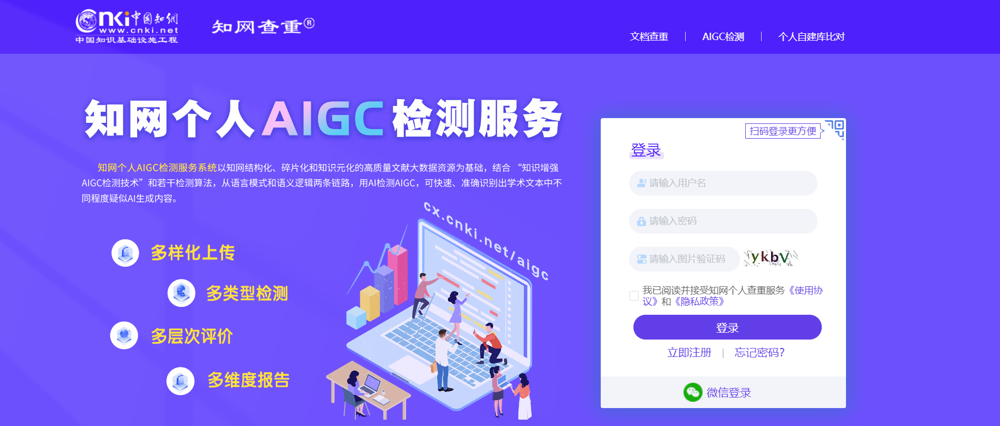 cnki中国知网
www.cnki.net
中国知识基础设施工程
知网查重®
文档查重 | AIGC检测 | 个人自建库比对
知网个人AIGC检测服务
知网个人AIGC检测服务系统以知网结构化、碎片化和知识元化的高质量文献大数据资源为基础，结合 “知识增强
AIGC检测技术”和若干检测算法，从语言模式和语义逻辑两条链路，用AI检测AIGC，可快速、准确识别出学术文本中不
同程度疑似AI生成内容。
多样化上传
多类型检测
多层次评价
多维度报告
cx.cnki.net/aigc
扫码登录更方便
登录
请输入用户名
请输入密码
请输入图片验证码
ykbV
我已阅读并接受知网个人查重服务《使用协
议》和《隐私政策》
登录
立即注册 | 忘记密码?
微信登录